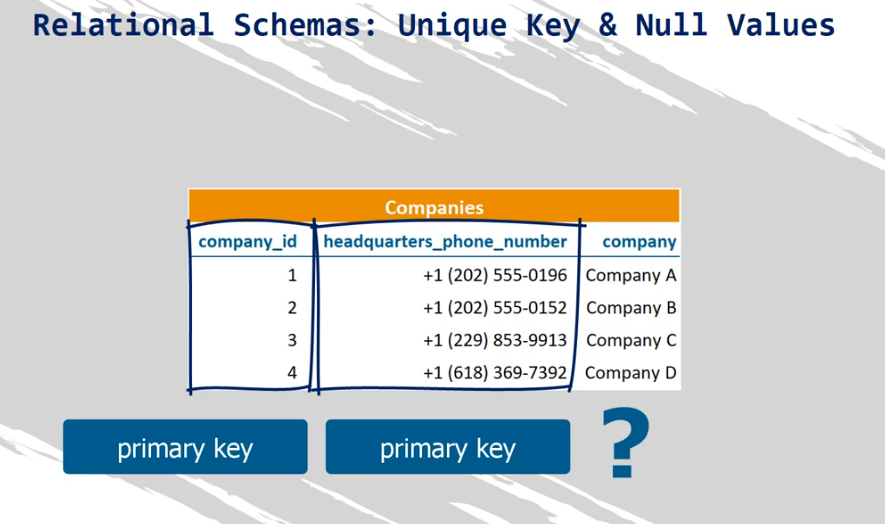 Relational Schemas: Unique Key & Null Values
Companies
company_id headquarters_phone_number company
1 +1 (202) 555-0196 Company A
2 +1 (202) 555-0152 Company B
3 +1 (229) 853-9913 Company C
4 +1 (618) 369-7392 Company D
primary key primary key ?